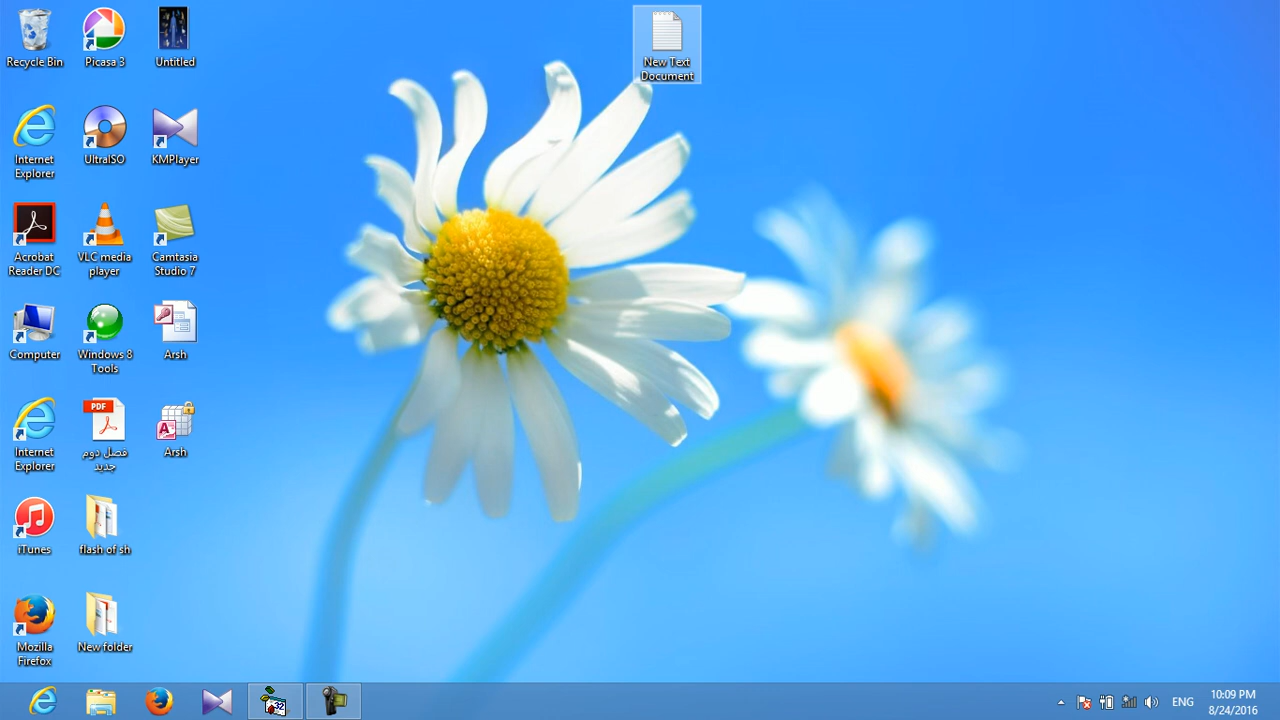 Recycle Bin
Picasa 3
Untitled
New Text
Document
Internet
Explorer
UltraISO
KMPlayer
Acrobat
Reader DC
VLC media
player
Camtasia
Studio 7
Computer
Windows 8
Tools
Arsh
Internet
Explorer
PDF
فصل دوم
جدید
A
Arsh
iTunes
flash of sh
Mozilla
Firefox
New folder
32
ENG
10:09 PM
8/24/2016